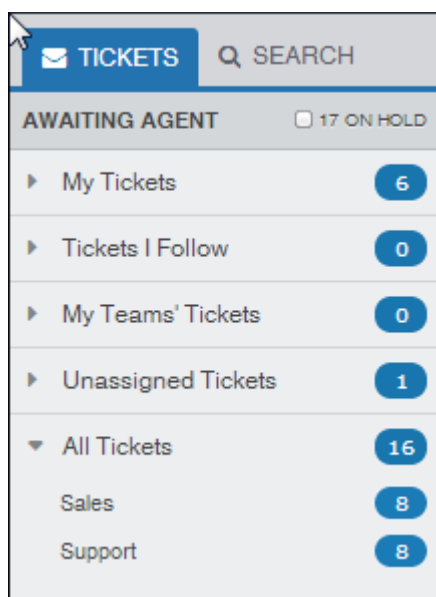 TICKETS SEARCH
AWAITING AGENT 17 ON HOLD
My Tickets 6
Tickets I Follow 0
My Teams' Tickets 0
Unassigned Tickets 1
All Tickets 16
Sales 8
Support 8